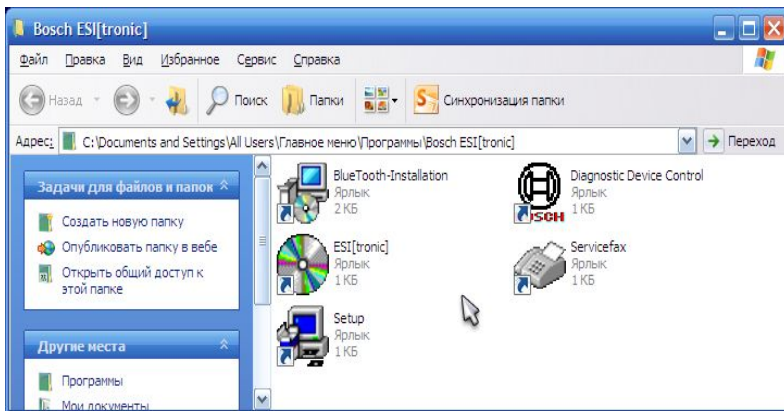 Bosch ESI[tronic]
Файл Правка Вид Избранное Сервис Справка
Назад Поиск Папки Синхронизация папки
Адрес: C:\Documents and Settings\All Users\Главное меню\Программы\Bosch ESI[tronic] Переход
Задачи для файлов и папок
Создать новую папку
Опубликовать папку в вебе
Открыть общий доступ к
этой папке
Другие места
Программы
Мои документы
BlueTooth-Installation
Ярлык
2 КБ
Diagnostic Device Control
Ярлык
1 КБ
BOSCH
ESI[tronic]
Ярлык
1 КБ
Servicefax
Ярлык
1 КБ
Setup
Ярлык
1 КБ